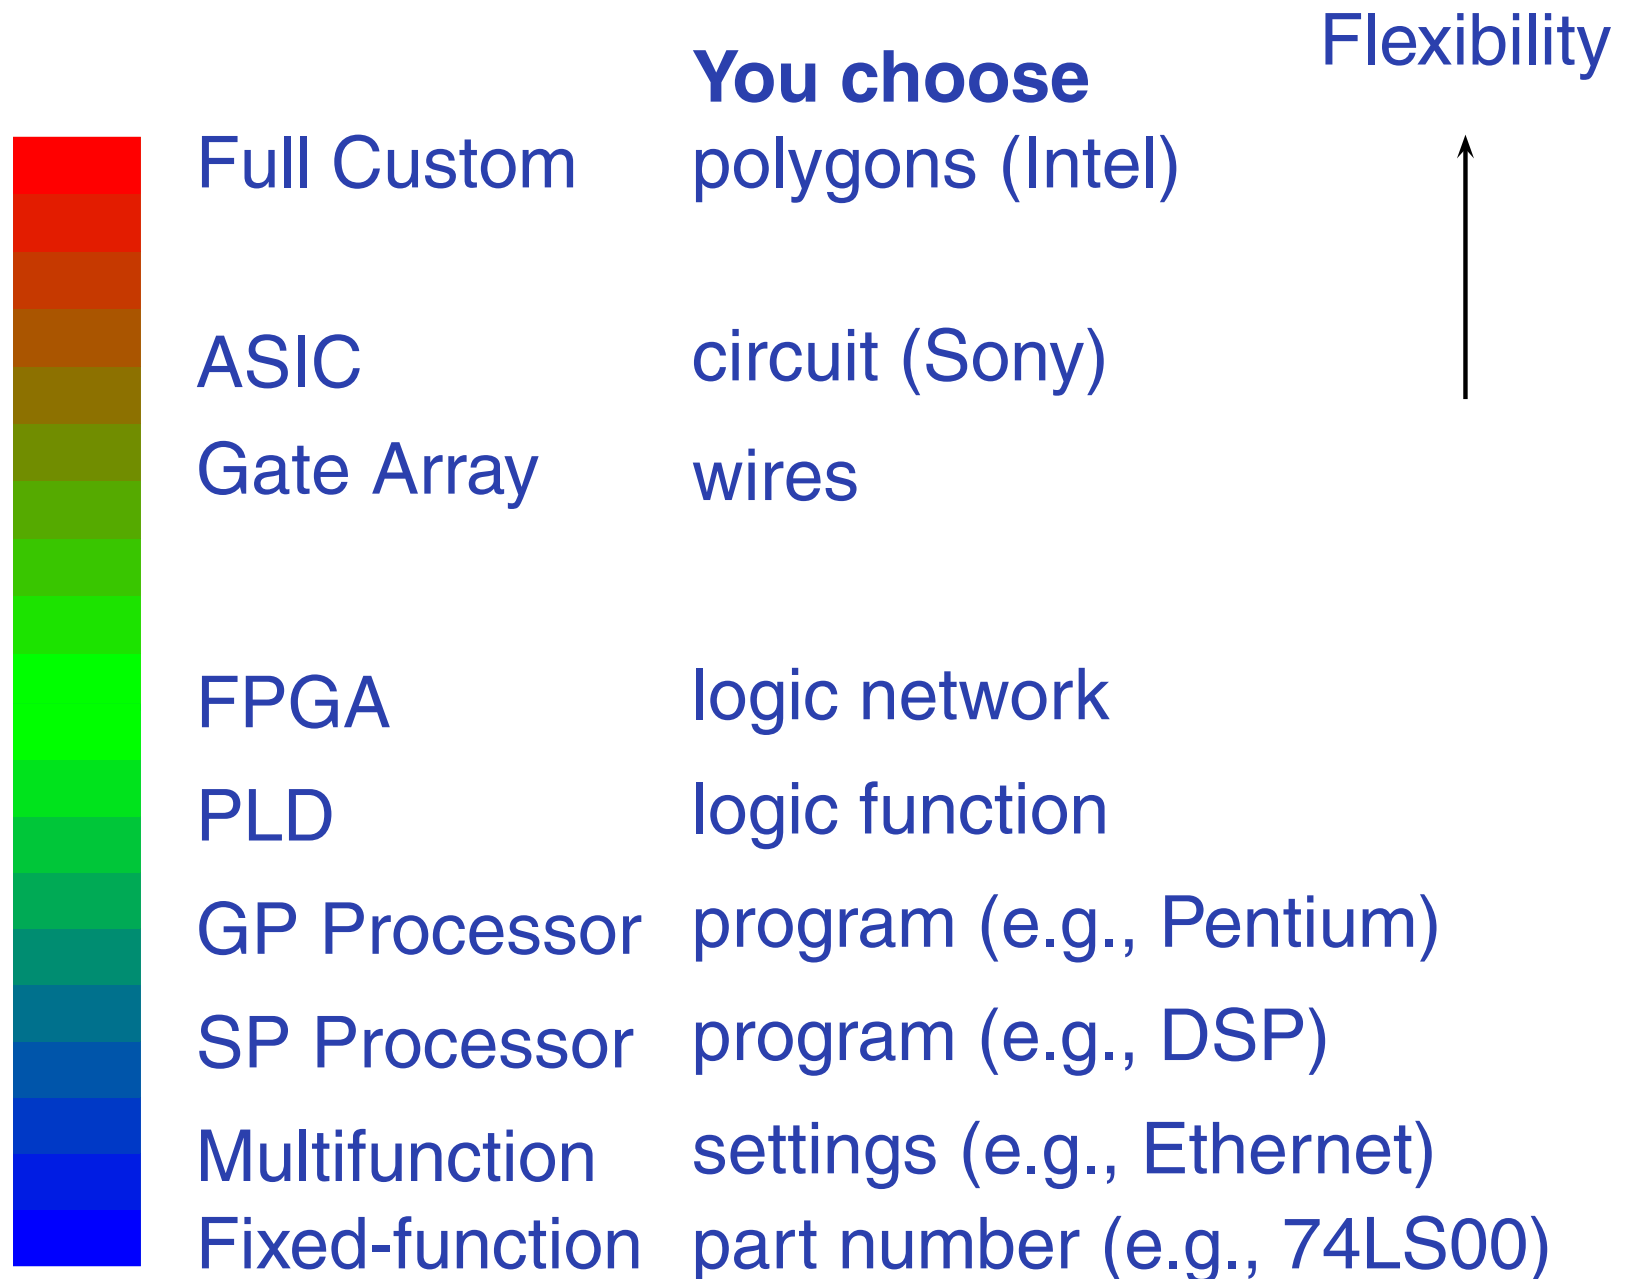 Flexibility
You choose
Full Custom polygons (Intel)
ASIC circuit (Sony)
Gate Array wires
FPGA logic network
PLD logic function
GP Processor program (e.g., Pentium)
SP Processor program (e.g., DSP)
Multifunction settings (e.g., Ethernet)
Fixed-function part number (e.g., 74LS00)